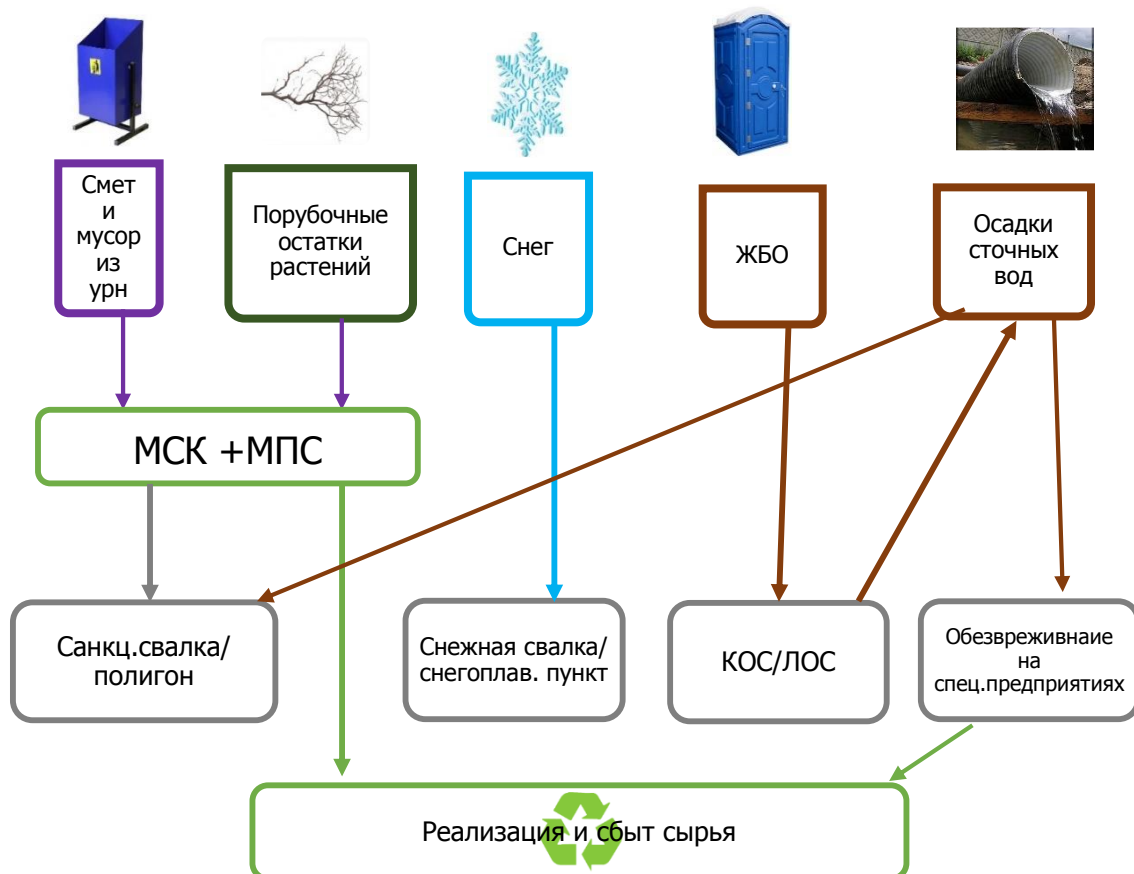 Смет
и
мусор
из
урн
Порубочные
остатки
растений
Снег
ЖБО
Осадки
сточных
вод
МСК +МПС
Санкц.свалка/
полигон
Снежная свалка/
снегоплав. пункт
КОС/ЛОС
Обезвреживнаие
на
спец.предприятиях
Реализация и сбыт сырья